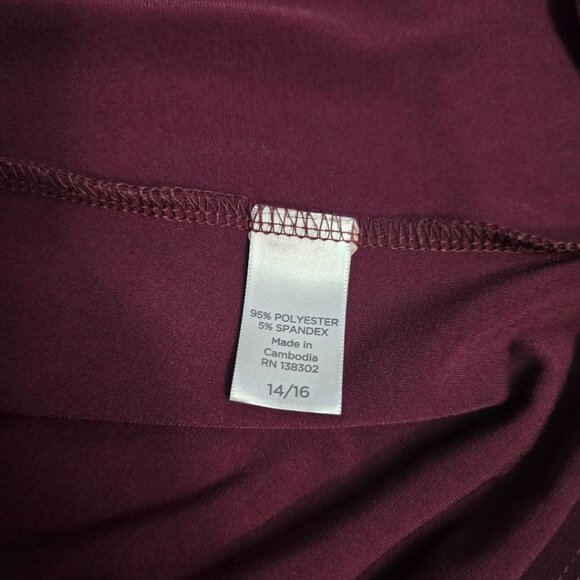 95% POLYESTER
5% SPANDEX
Made in
Cambodia
RN 138302
14/16